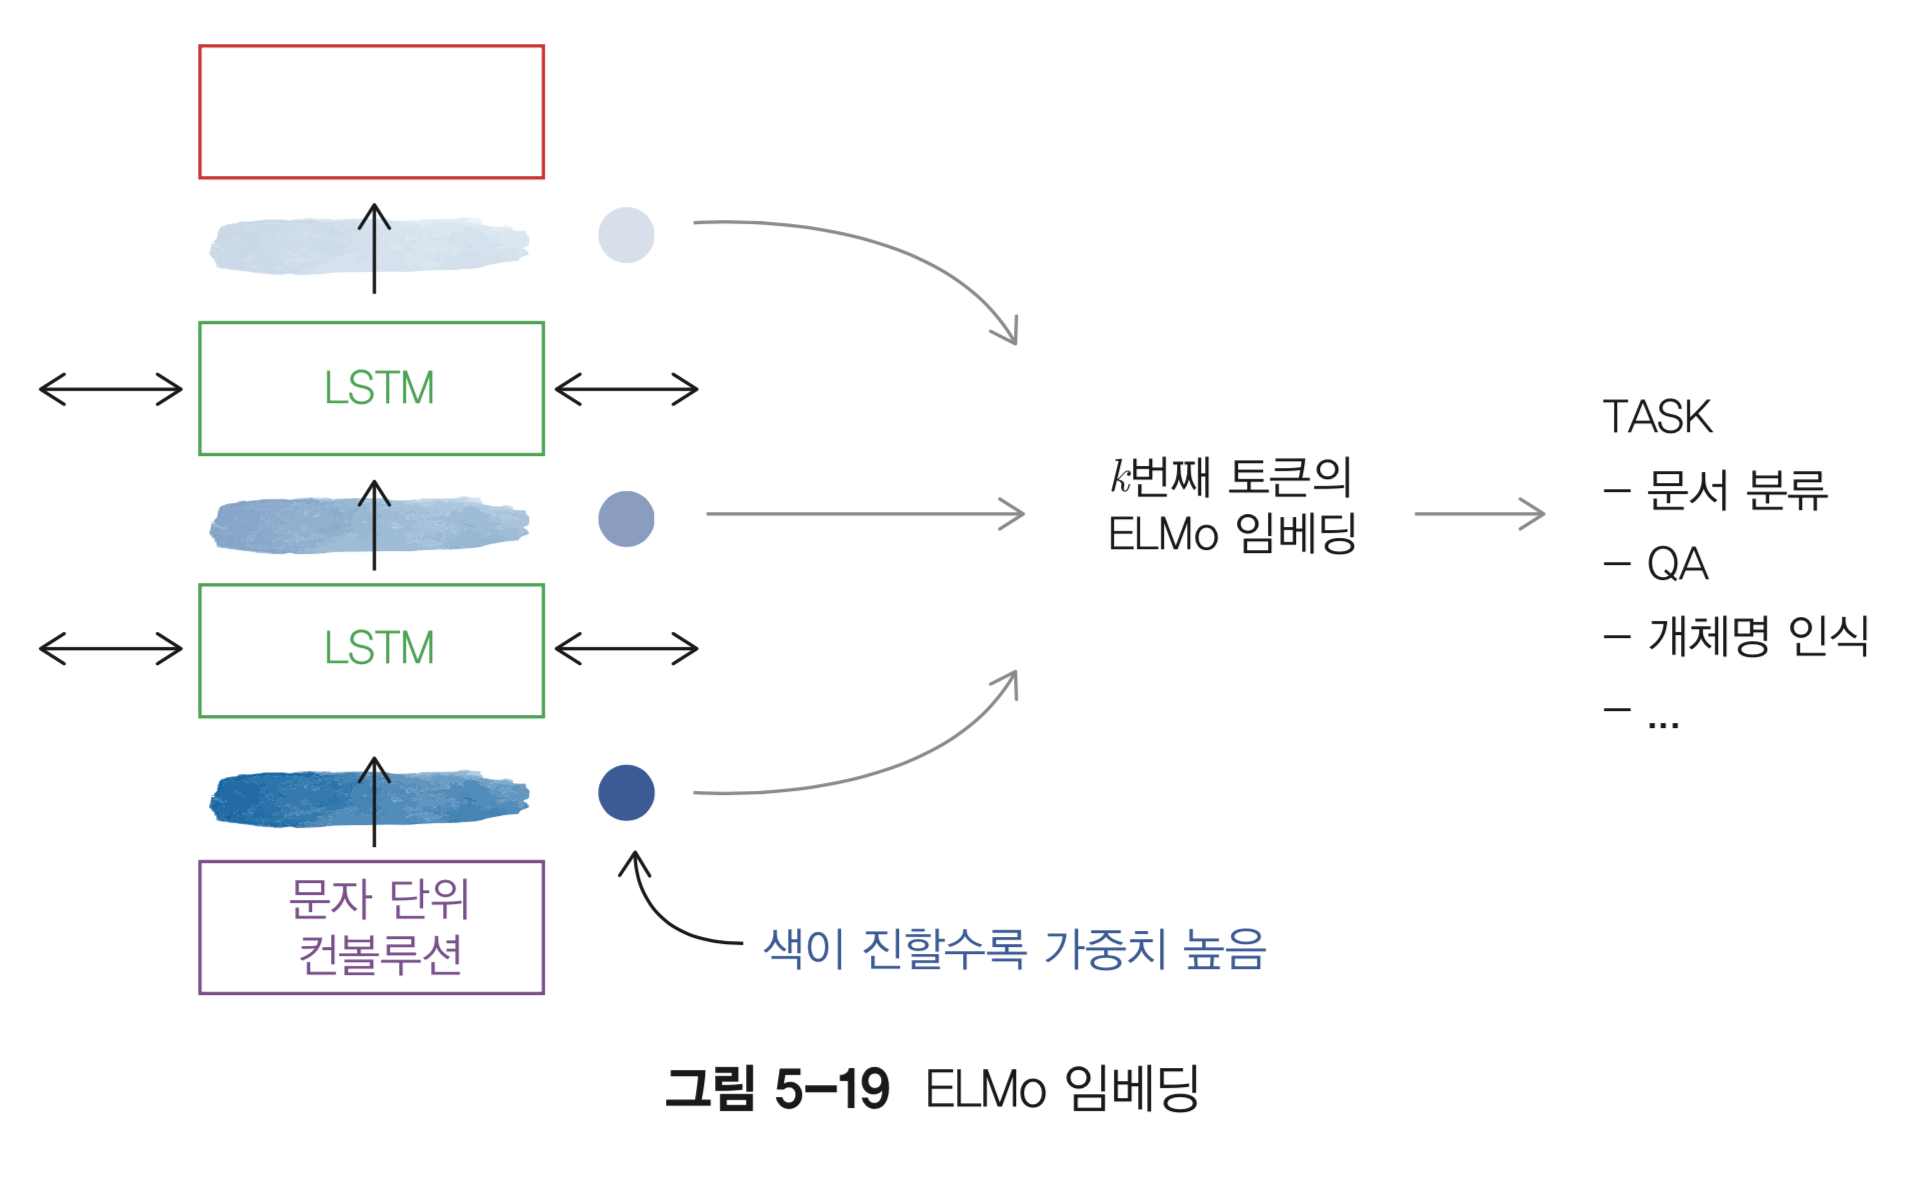 LSTM
LSTM
문자 단위
컨볼루션
k번째 토큰의
ELMo 임베딩
TASK
– 문서 분류
– QA
– 개체명 인식
– ...
색이 진할수록 가중치 높음
그림 5–19 ELMo 임베딩